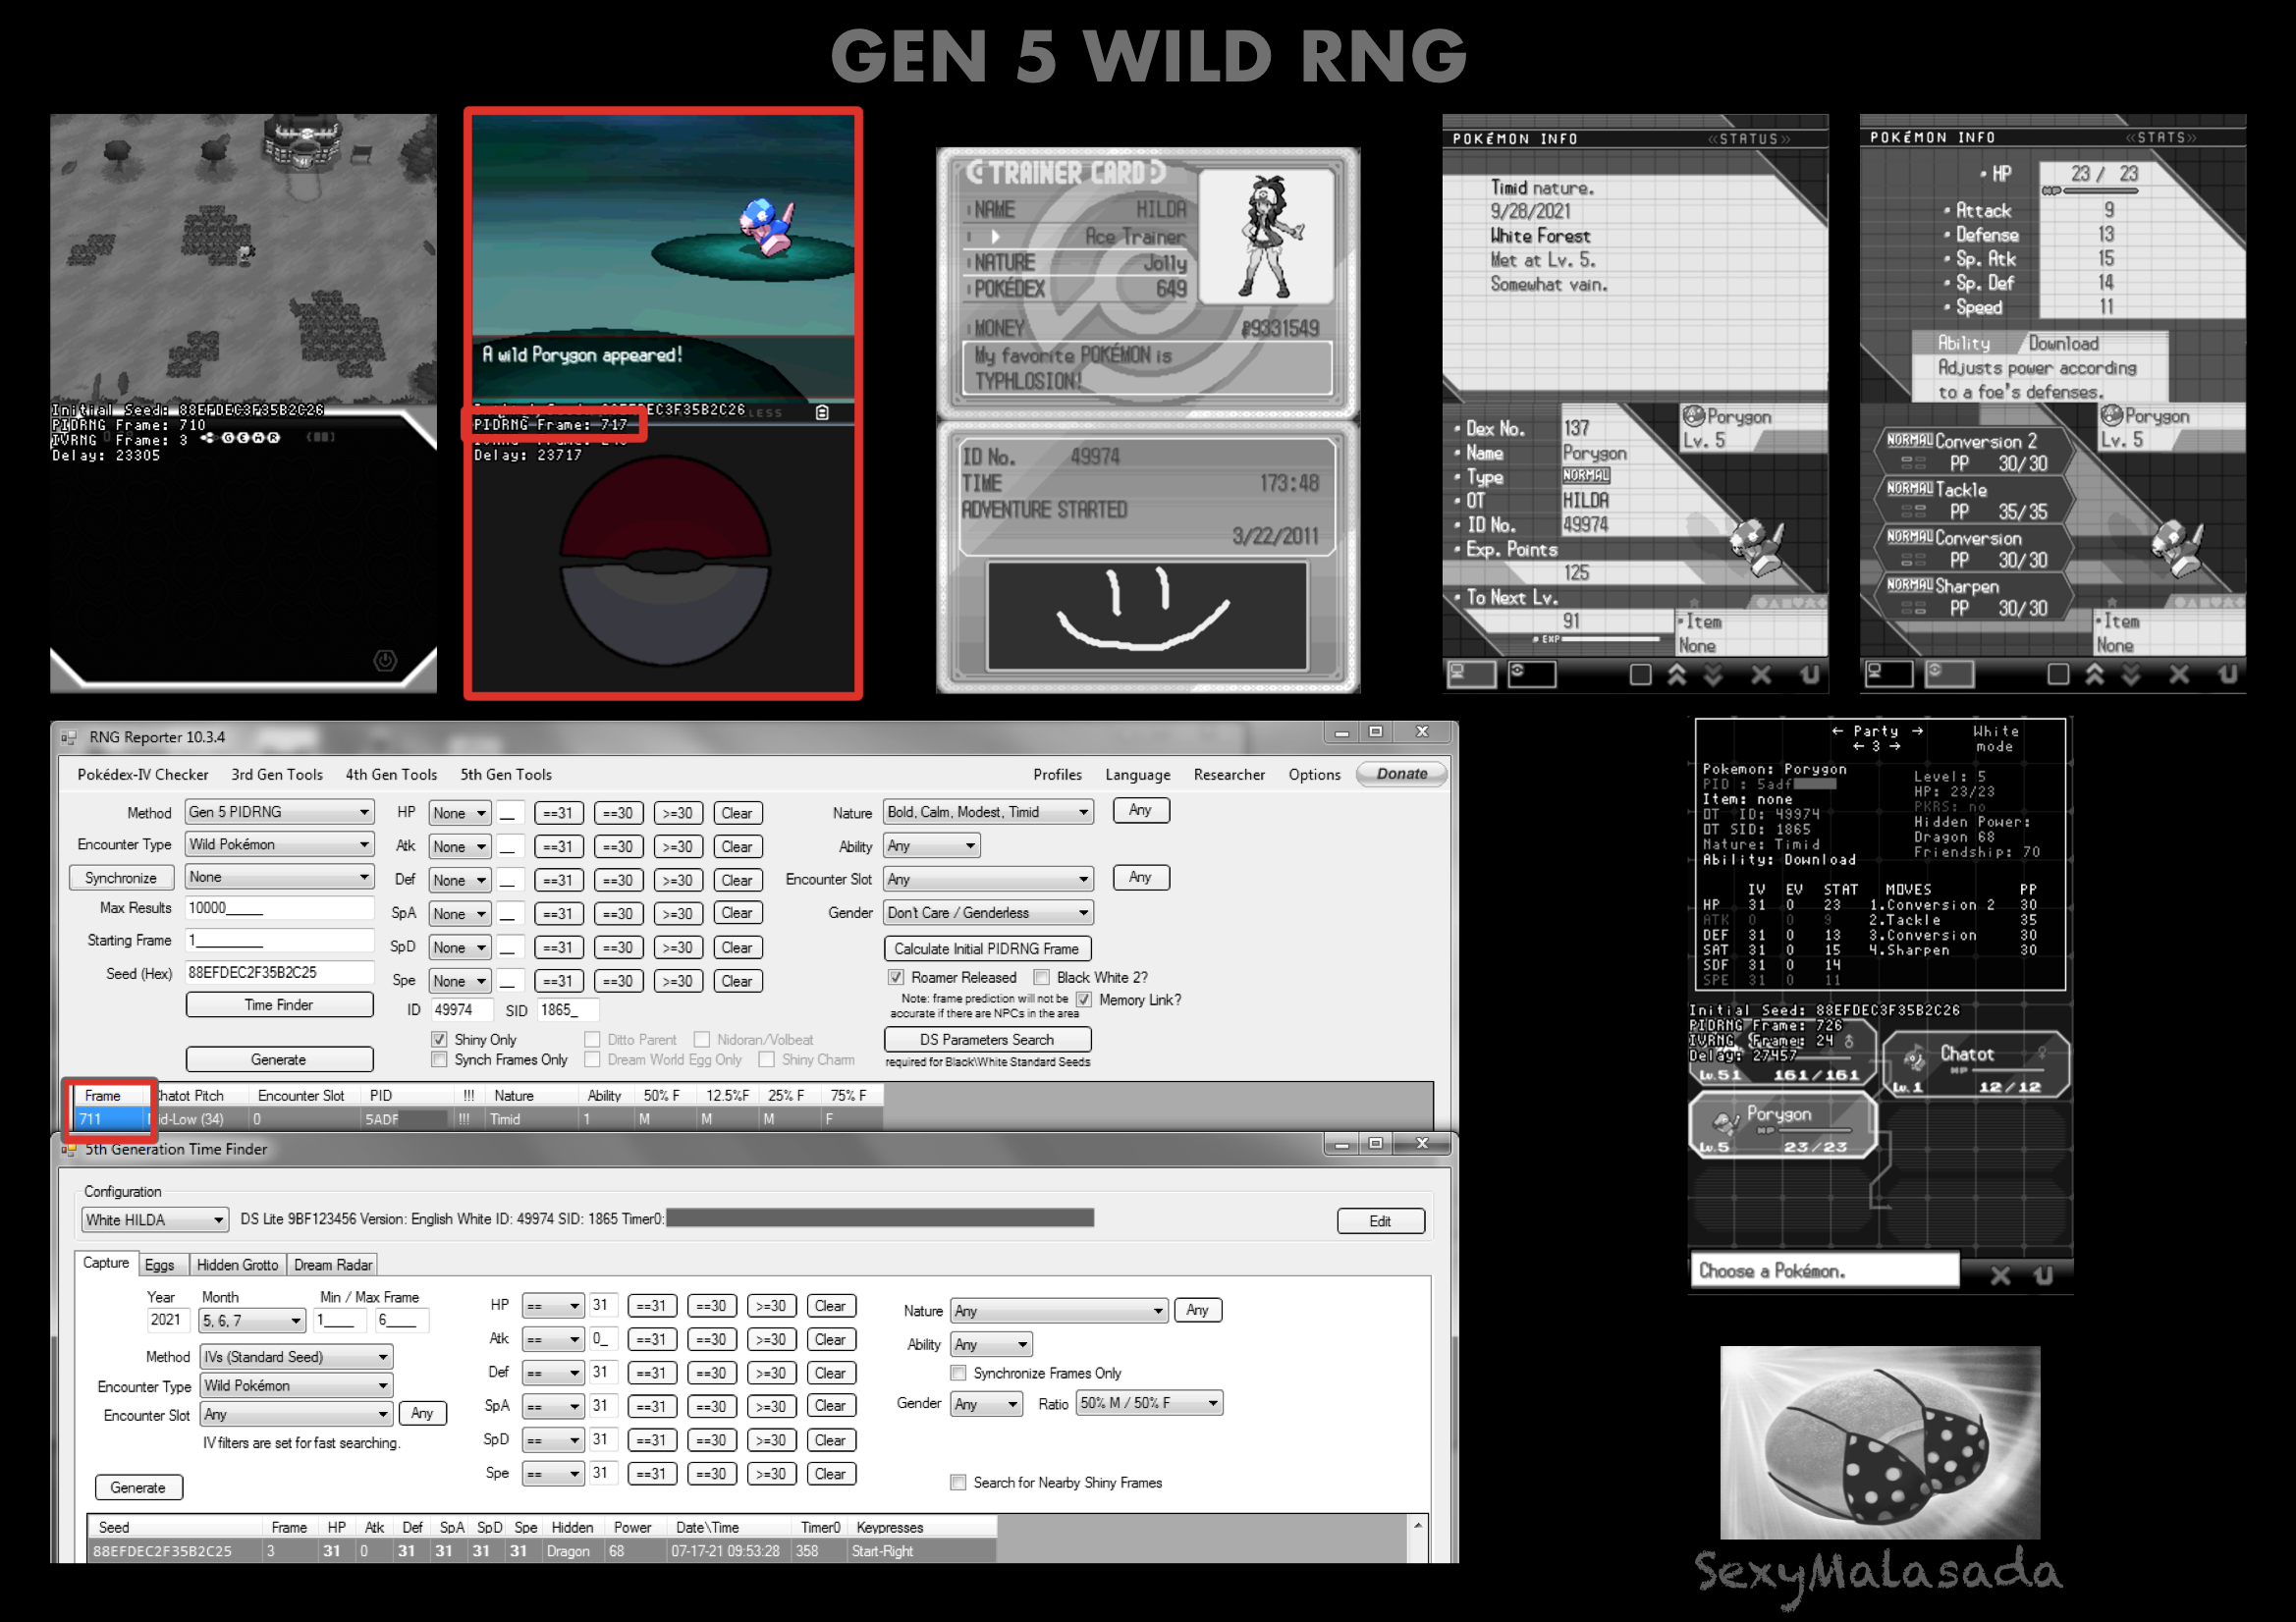 GEN 5 WILD RNG
Initial Seed: 88EFDEC3F35B2C26
PIDRNG Frame: 710
IVRNG Frame: 3
C GEAR
Delay: 23305
A wild Porygon appeared!
EC3F35B2C26
LESS
PIDRNG Frame: 717
Delay: 23717
TRAINER CARD
NAME HILDA
Ace Trainer
NATURE Jolly
POKéDEX 649
MONEY ₽9331549
My favorite POKéMON is
TYPHLOSION!
ID No. 49974
TIME 173:48
ADVENTURE STARTED
3/22/2011
POKéMON INFO «STATUS»
Timid nature.
9/28/2021
White Forest
Met at Lv. 5.
Somewhat vain.
Dex No. 137
Name Porygon
Type NORMAL
OT HILDA
ID No. 49974
Exp. Points
125
To Next Lv.
91
EXP
Porygon
Lv. 5
Item
None
POKéMON INFO «STATS»
HP 23/ 23
HP
Attack 9
Defense 13
Sp. Atk 15
Sp. Def 14
Speed 11
Ability Download
Adjusts power according
to a foe's defenses.
Porygon
Lv. 5
NORMAL Conversion 2
PP 30/30
NORMAL Tackle
PP 35/35
NORMAL Conversion
PP 30/30
NORMAL Sharpen
PP 30/30
Item
None
RNG Reporter 10.3.4
Pokédex-IV Checker 3rd Gen Tools 4th Gen Tools 5th Gen Tools Profiles Language Researcher Options Donate
Method Gen 5 PIDRNG HP None ==31 ==30 >=30 Clear Nature Bold, Calm, Modest, Timid Any
Encounter Type Wild Pokémon Atk None ==31 ==30 >=30 Clear Ability Any
Synchronize None Def None ==31 ==30 >=30 Clear Encounter Slot Any Any
Max Results 10000_____ SpA None ==31 ==30 >=30 Clear Gender Don't Care / Genderless
Starting Frame 1_________ SpD None ==31 ==30 >=30 Clear Calculate Initial PIDRNG Frame
Seed (Hex) 88EFDEC2F35B2C25 Spe None ==31 ==30 >=30 Clear Roamer Released Black White 2?
Time Finder ID 49974 SID 1865_ Note: frame prediction will not be accurate if there are NPCs in the area Memory Link?
Shiny Only Ditto Parent Nidoran/Volbeat DS Parameters Search
Generate Synch Frames Only Dream World Egg Only Shiny Charm required for Black\White Standard Seeds
Frame Chatot Pitch Encounter Slot PID !!! Nature Ability 50% F 12.5%F 25% F 75% F
711 Mid-Low (34) 0 5ADF !!! Timid 1 M M M F
5th Generation Time Finder
Configuration
White HILDA DS Lite 9BF123456 Version: English White ID: 49974 SID: 1865 Timer0: Edit
Capture Eggs Hidden Grotto Dream Radar
Year Month Min / Max Frame
2021 5, 6, 7 1____ 6____
Method IVs (Standard Seed)
Encounter Type Wild Pokémon
Encounter Slot Any Any
IV filters are set for fast searching.
Generate
HP == 31 ==31 ==30 >=30 Clear
Atk == 0_ ==31 ==30 >=30 Clear
Def == 31 ==31 ==30 >=30 Clear
SpA == 31 ==31 ==30 >=30 Clear
SpD == 31 ==31 ==30 >=30 Clear
Spe == 31 ==31 ==30 >=30 Clear
Nature Any Any
Ability Any
Synchronize Frames Only
Gender Any Ratio 50% M / 50% F
Search for Nearby Shiny Frames
Seed Frame HP Atk Def SpA SpD Spe Hidden Power Date\Time Timer0 Keypresses
88EFDEC2F35B2C25 3 31 0 31 31 31 31 Dragon 68 07-17-21 09:53:28 358 Start-Right
← Party → White
← 3 → mode
Pokemon: Porygon
PID : 5adf
Item: none
OT ID: 49974
OT SID: 1865
Nature: Timid
Ability: Download
Level: 5
HP: 23/23
PKRS: no
Hidden Power:
Dragon 68
Friendship: 70
IV EV STAT MOVES PP
HP 31 0 23 1.Conversion 2 30
ATK 0 0 9 2.Tackle 35
DEF 31 0 13 3.Conversion 30
SAT 31 0 15 4.Sharpen 30
SDF 31 0 14
SPE 31 0 11
Initial Seed: 88EFDEC3F35B2C26
PIDRNG Frame: 726
IVRNG Frame: 24
Delay: 27457
Lv.51 161/161
Chatot
HP
Lv.1 12/12
Porygon
HP
Lv.5 23/23
Choose a Pokémon.
SexyMalasada